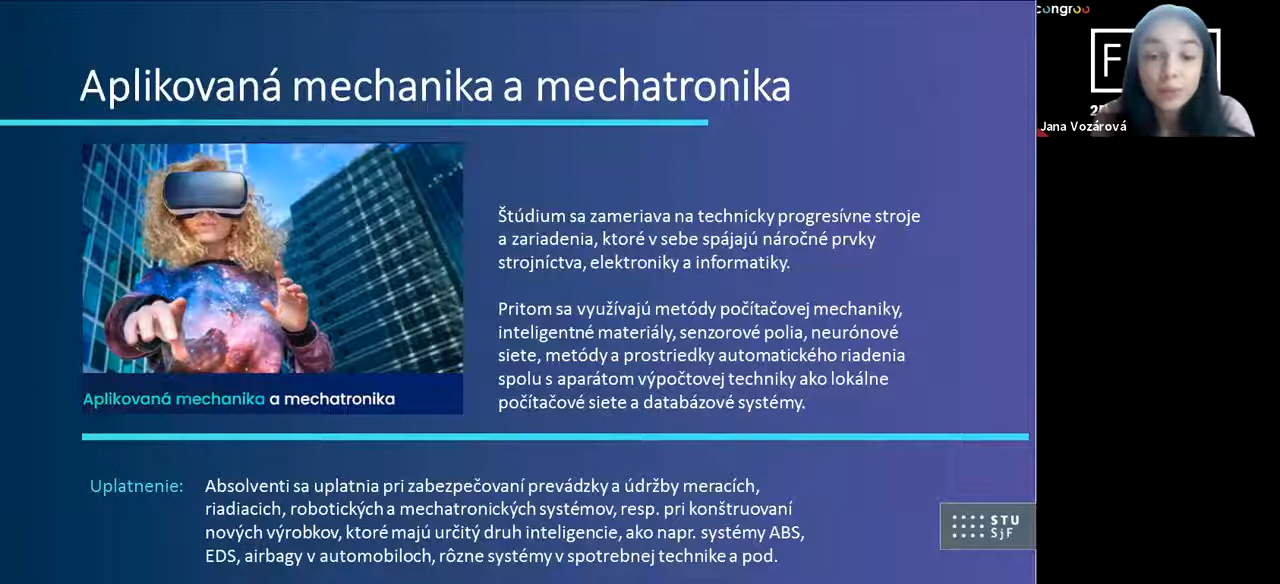 Aplikovaná mechanika a mechatronika
Štúdium sa zameriava na technicky progresívne stroje
a zariadenia, ktoré v sebe spájajú náročné prvky
strojníctva, elektroniky a informatiky.
Pritom sa využívajú metódy počítačovej mechaniky,
inteligentné materiály, senzorové polia, neurónové
siete, metódy a prostriedky automatického riadenia
spolu s aparátom výpočtovej techniky ako lokálne
počítačové siete a databázové systémy.
Aplikovaná mechanika a mechatronika
Uplatnenie:
Absolventi sa uplatnia pri zabezpečovaní prevádzky a údržby meracích,
riadiacich, robotických a mechatronických systémov, resp. pri konštruovaní
nových výrobkov, ktoré majú určitý druh inteligencie, ako napr. systémy ABS,
EDS, airbagy v automobiloch, rôzne systémy v spotrebnej technike a pod.
STU
SjF
congroo
F
Jana Vozárová